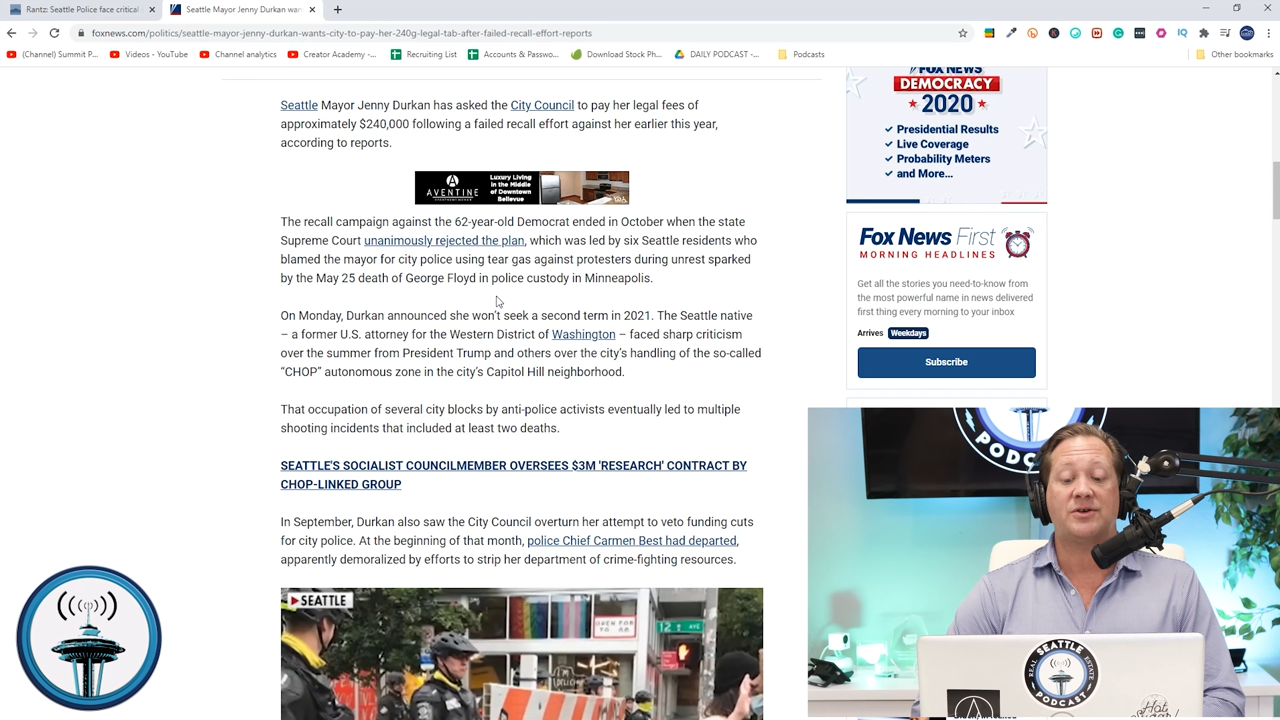 Rantz: Seattle Police face critical s
Seattle Mayor Jenny Durkan wan
foxnews.com/politics/seattle-mayor-jenny-durkan-wants-city-to-pay-her-240g-legal-tab-after-failed-recall-effort-reports
(Channel) Summit P...
Videos - YouTube
Channel analytics
Creator Academy -...
Recruiting List
Accounts & Passwo...
Download Stock Ph...
DAILY PODCAST -...
Podcasts
Other bookmarks
Seattle Mayor Jenny Durkan has asked the City Council to pay her legal fees of
approximately $240,000 following a failed recall effort against her earlier this year,
according to reports.
AVENTINE
Luxury Living
in the Middle
of Downtown
Bellevue
The recall campaign against the 62-year-old Democrat ended in October when the state
Supreme Court unanimously rejected the plan, which was led by six Seattle residents who
blamed the mayor for city police using tear gas against protesters during unrest sparked
by the May 25 death of George Floyd in police custody in Minneapolis.
On Monday, Durkan announced she won't seek a second term in 2021. The Seattle native
– a former U.S. attorney for the Western District of Washington – faced sharp criticism
over the summer from President Trump and others over the city's handling of the so-called
“CHOP” autonomous zone in the city's Capitol Hill neighborhood.
That occupation of several city blocks by anti-police activists eventually led to multiple
shooting incidents that included at least two deaths.
SEATTLE'S SOCIALIST COUNCILMEMBER OVERSEES $3M 'RESEARCH' CONTRACT BY
CHOP-LINKED GROUP
In September, Durkan also saw the City Council overturn her attempt to veto funding cuts
for city police. At the beginning of that month, police Chief Carmen Best had departed,
apparently demoralized by efforts to strip her department of crime-fighting resources.
SEATTLE
12
FOX NEWS
DEMOCRACY
2020
Presidential Results
Live Coverage
Probability Meters
and More...
Fox News First
MORNING HEADLINES
Get all the stories you need-to-know from
the most powerful name in news delivered
first thing every morning to your inbox
Arrives Weekdays
Subscribe
PODCAST
REAL SEATTLE ESTATE
PODCAST
Hot